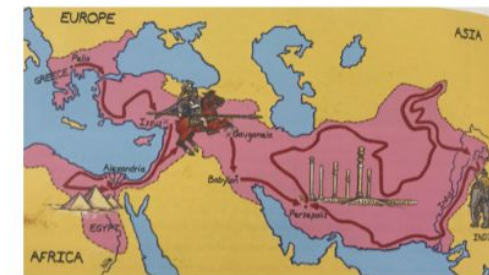 EUROPE
ASIA
Pella
GREECE
Issus
Gaugamela
Alexandria
Babylon
Persepolis
EGYPT
AFRICA